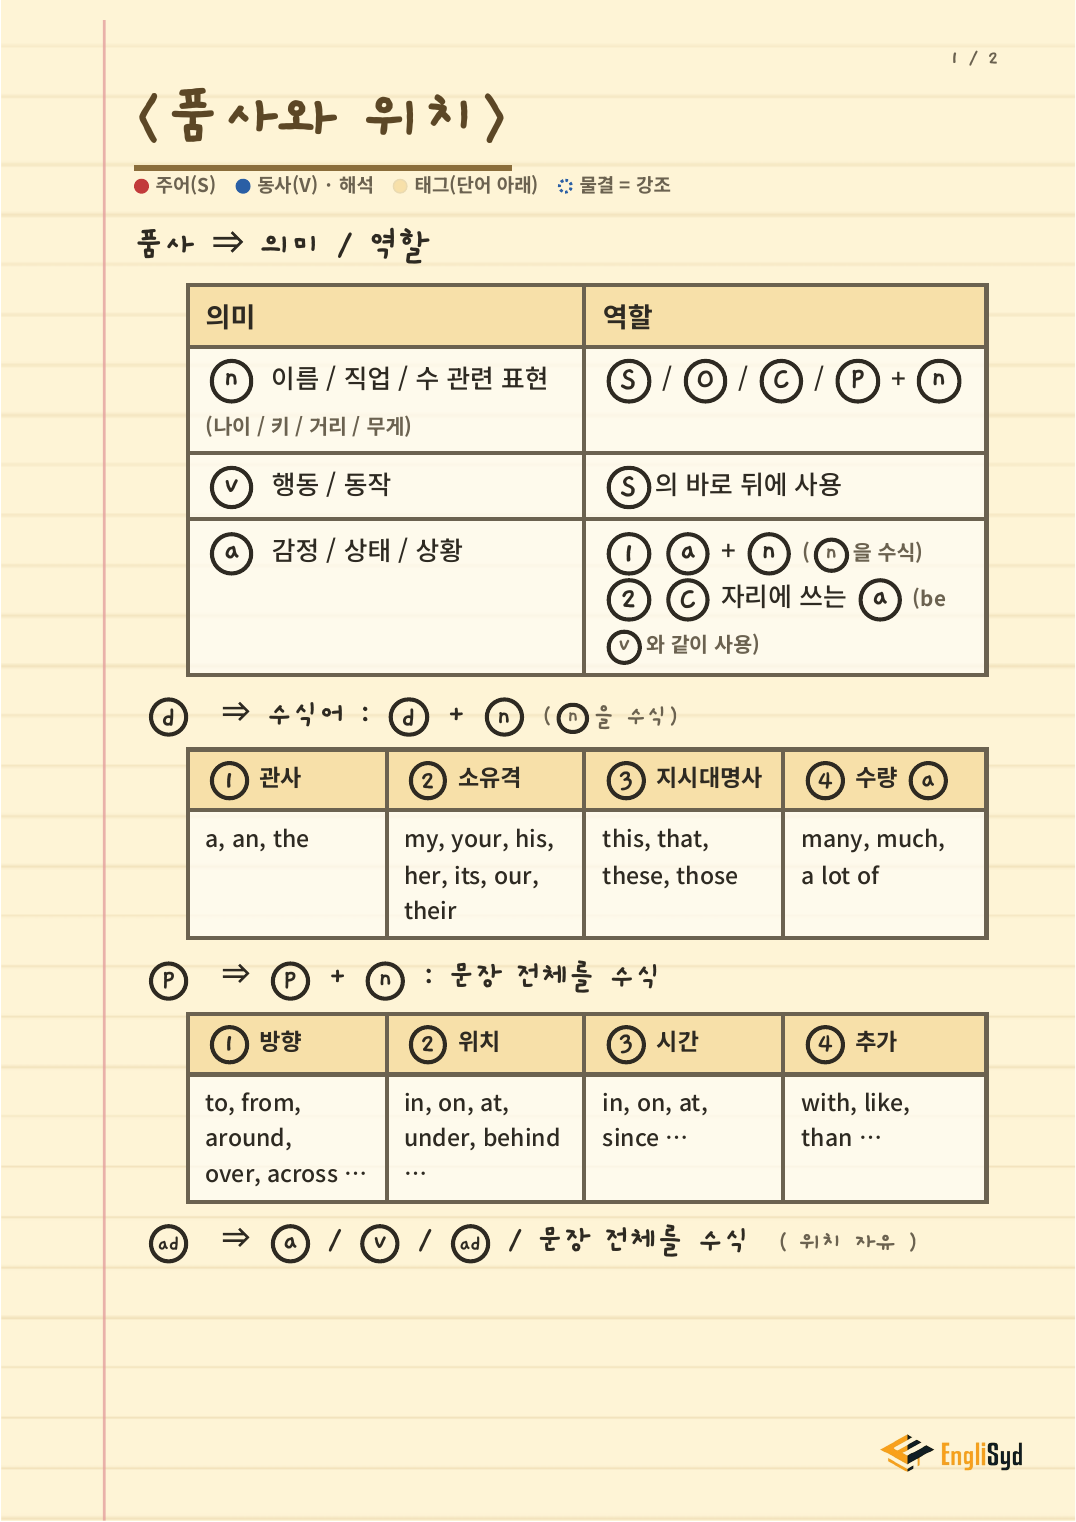 1 / 2
<품사와 위치>
주어(S) 동사(V) · 해석 태그(단어 아래) 물결 = 강조
품사 ⇒ 의미 / 역할
의미 역할
n 이름 / 직업 / 수 관련 표현
(나이 / 키 / 거리 / 무게)
S / O / C / P + n
v 행동 / 동작
S의 바로 뒤에 사용
a 감정 / 상태 / 상황
1 a + n (n을 수식)
2 C 자리에 쓰는 a (be
v와 같이 사용)
d ⇒ 수식어 : d + n (n을 수식)
1 관사 2 소유격 3 지시대명사 4 수량 a
a, an, the
my, your, his,
her, its, our,
their
this, that,
these, those
many, much,
a lot of
P ⇒ P + n : 문장 전체를 수식
1 방향 2 위치 3 시간 4 추가
to, from,
around,
over, across ⋯
in, on, at,
under, behind
⋯
in, on, at,
since ⋯
with, like,
than ⋯
ad ⇒ a / v / ad / 문장 전체를 수식 ( 위치 자유 )
EngliSyd